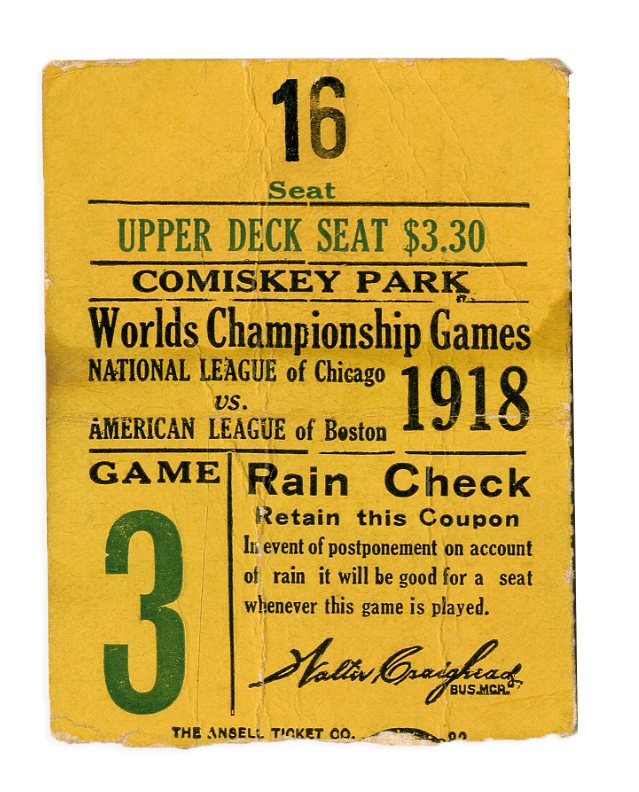 16
Seat
UPPER DECK SEAT $3.30
COMISKEY PARK
Worlds Championship Games
NATIONAL LEAGUE of Chicago
vs.
AMERICAN LEAGUE of Boston
1918
GAME
3
Rain Check
Retain this Coupon
In event of postponement on account
of rain it will be good for a seat
whenever this game is played.
Walter Craighead
BUS. MGR.
THE ANSELL TICKET CO.